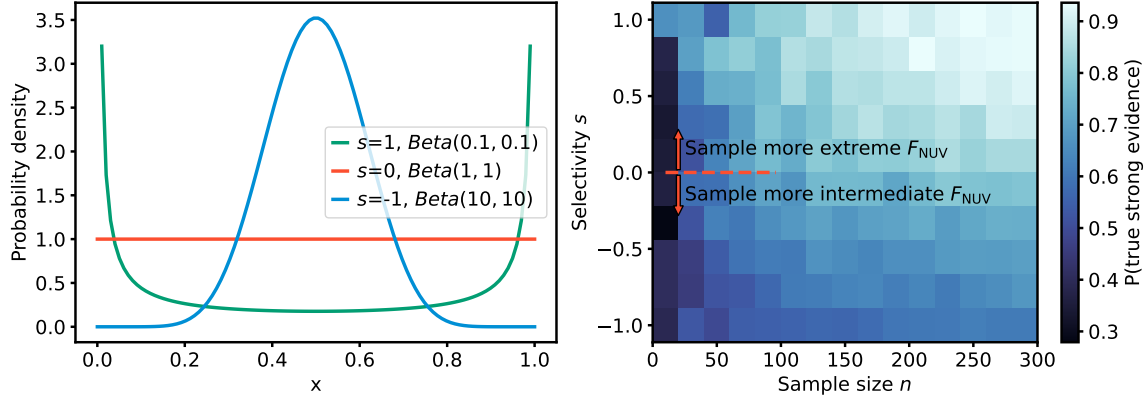 3.5
3.0
2.5
2.0
1.5
1.0
0.5
0.0
Probability density
0.0 0.2 0.4 0.6 0.8 1.0
x
s=1, Beta(0.1, 0.1)
s=0, Beta(1, 1)
s=-1, Beta(10, 10)
1.0
0.5
0.0
−0.5
−1.0
Selectivity s
0 50 100 150 200 250 300
Sample size n
Sample more extreme F_NUV
Sample more intermediate F_NUV
0.9
0.8
0.7
0.6
0.5
0.4
0.3
P(true strong evidence)